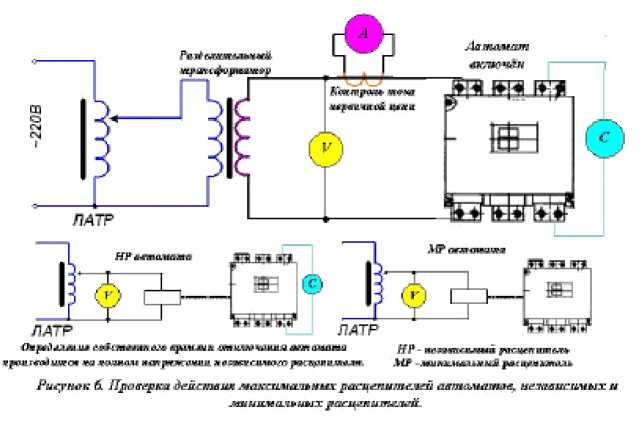 Разделительный
трансформатор
A
Автомат
включён
Контроль тока
первичной цепи
~220В
V
C
ЛАТР
НР автомата
МР автомата
V
C
V
ЛАТР
ЛАТР
Определение собственного времени отключения автомата
производится на полном напряжении независимого расцепителя.
НР - независимый расцепитель
МР -минимальный расцепитель
Рисунок 6. Проверка действия максимальных расцепителей автоматов, независимых и
минимальных расцепителей.